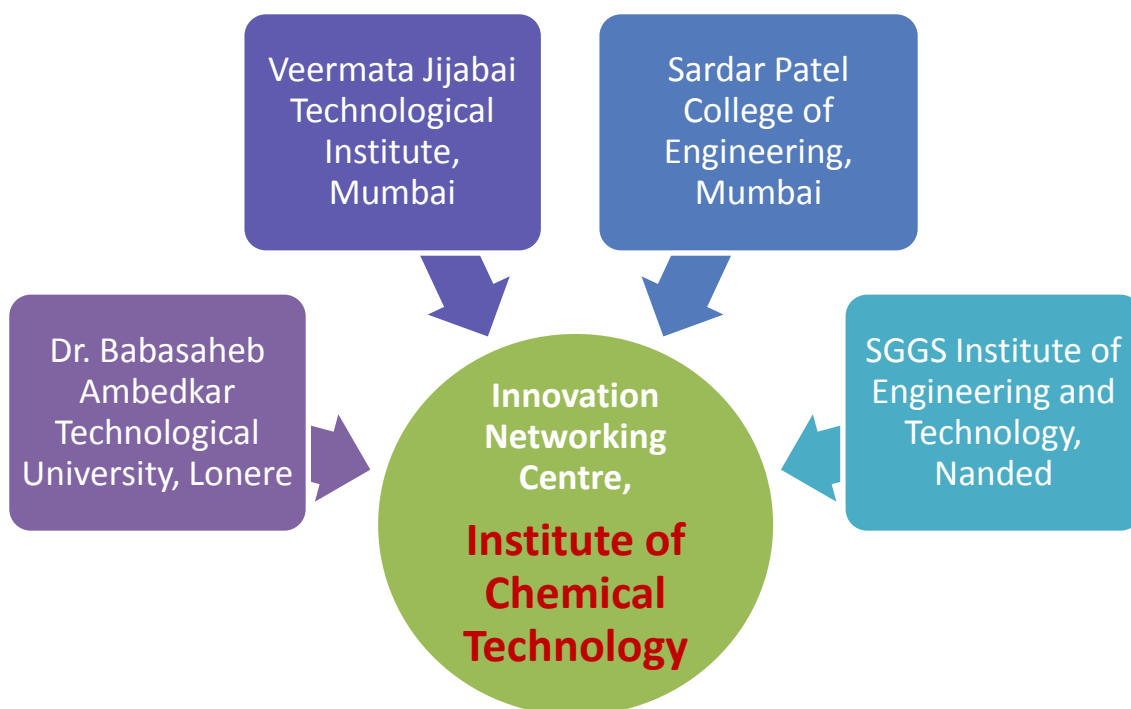 Veermata Jijabai
Technological
Institute,
Mumbai
Sardar Patel
College of
Engineering,
Mumbai
Dr. Babasaheb
Ambedkar
Technological
University, Lonere
Innovation
Networking
Centre,
Institute of
Chemical
Technology
SGGS Institute of
Engineering and
Technology,
Nanded